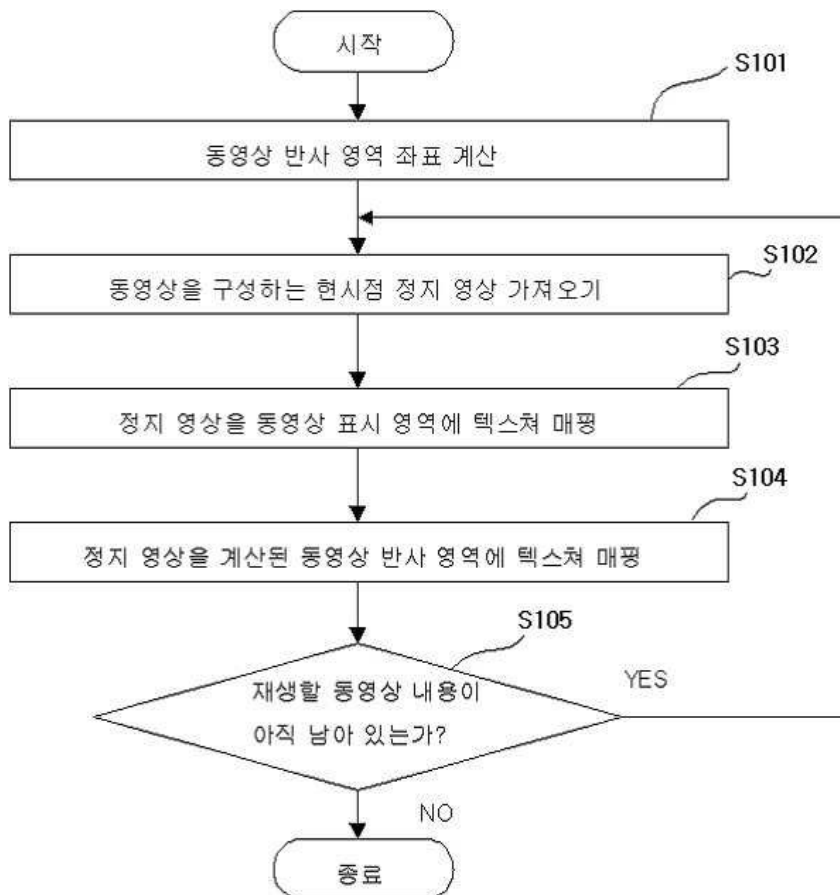 시작
S101
동영상 반사 영역 좌표 계산
S102
동영상을 구성하는 현시점 정지 영상 가져오기
S103
정지 영상을 동영상 표시 영역에 텍스쳐 매핑
S104
정지 영상을 계산된 동영상 반사 영역에 텍스쳐 매핑
S105
재생할 동영상 내용이
아직 남아 있는가?
YES
NO
종료